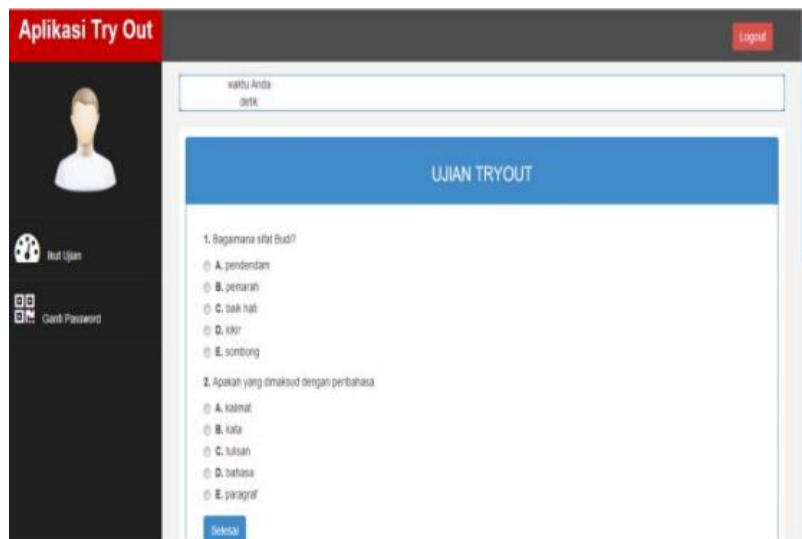 Aplikasi Try Out
Logout
waktu Anda
detik
UJIAN TRYOUT
Ikut Ujian
Ganti Password
1. Bagaimana sifat Budi?
A. pendendam
B. pemarah
C. baik hati
D. kikir
E. sombong
2. Apakah yang dimaksud dengan peribahasa
A. kalimat
B. kata
C. tulisan
D. bahasa
E. paragraf
Selesai